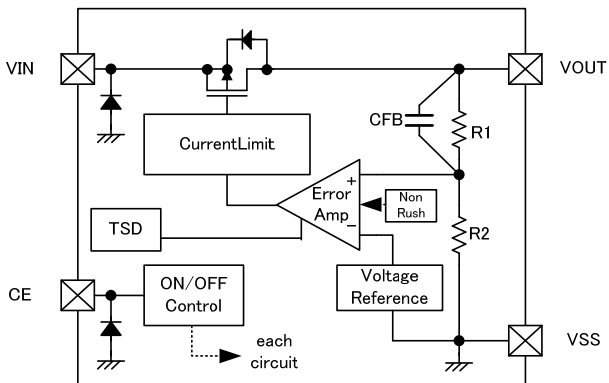 VIN
VOUT
CFB
R1
CurrentLimit
+
Error
Amp
−
Non
Rush
TSD
R2
CE
ON/OFF
Control
Voltage
Reference
each
circuit
VSS